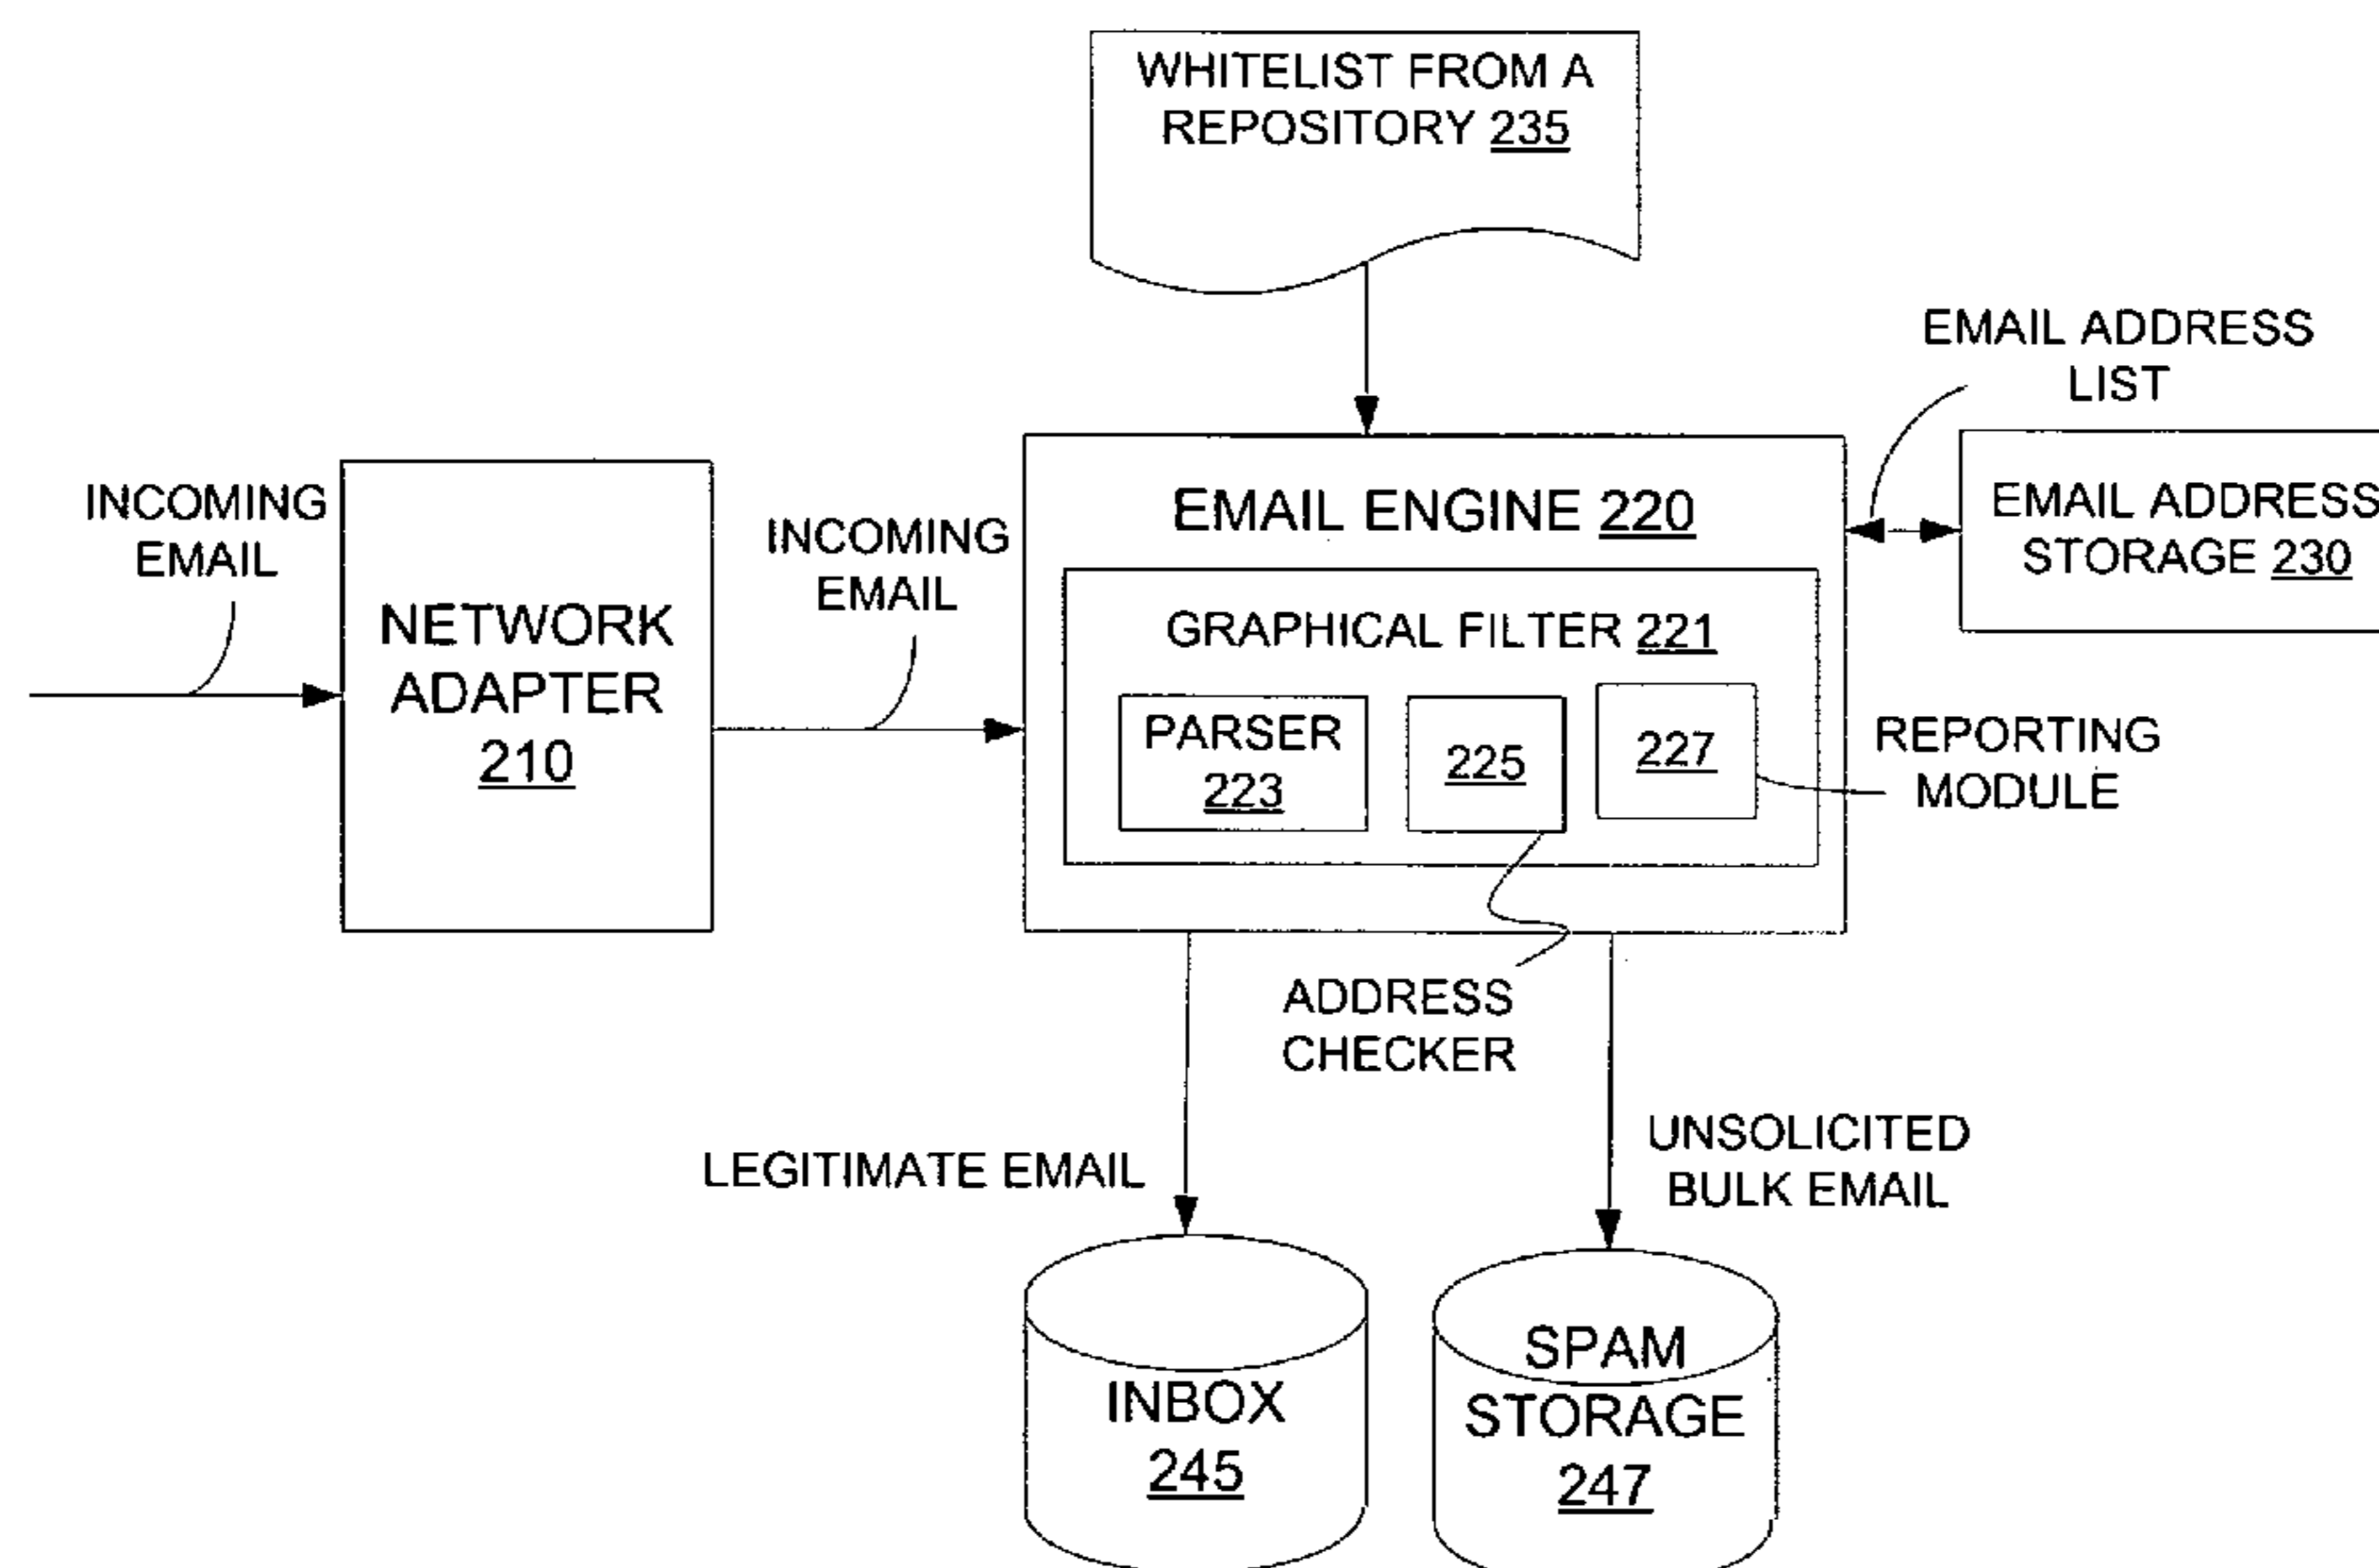 WHITELIST FROM A
REPOSITORY 235
EMAIL ADDRESS
LIST
INCOMING
EMAIL
NETWORK
ADAPTER
210
INCOMING
EMAIL
EMAIL ENGINE 220
GRAPHICAL FILTER 221
PARSER
223
225
227
EMAIL ADDRESS
STORAGE 230
REPORTING
MODULE
ADDRESS
CHECKER
LEGITIMATE EMAIL
UNSOLICITED
BULK EMAIL
INBOX
245
SPAM
STORAGE
247